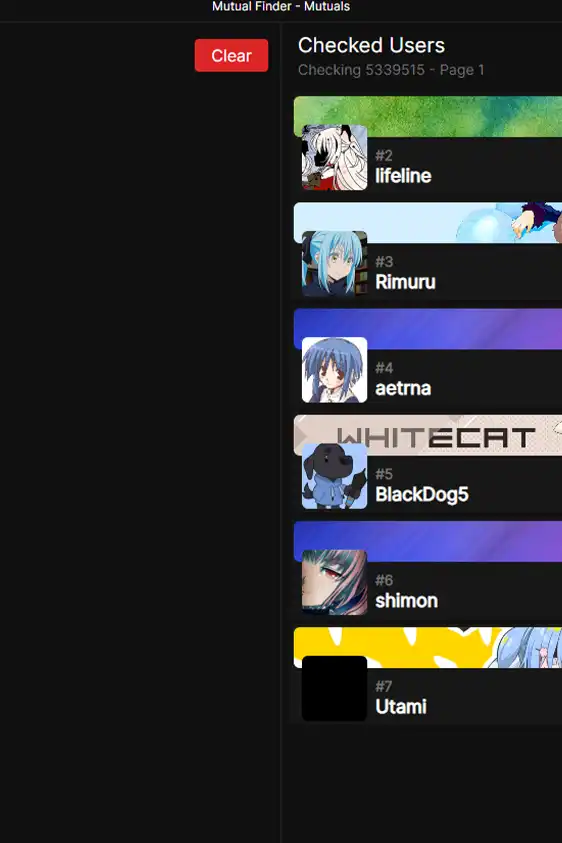 Mutual Finder - Mutuals
Clear
Checked Users
Checking 5339515 - Page 1
#2
lifeline
#3
Rimuru
#4
aetrna
WHITECAT
#5
BlackDog5
#6
shimon
#7
Utami